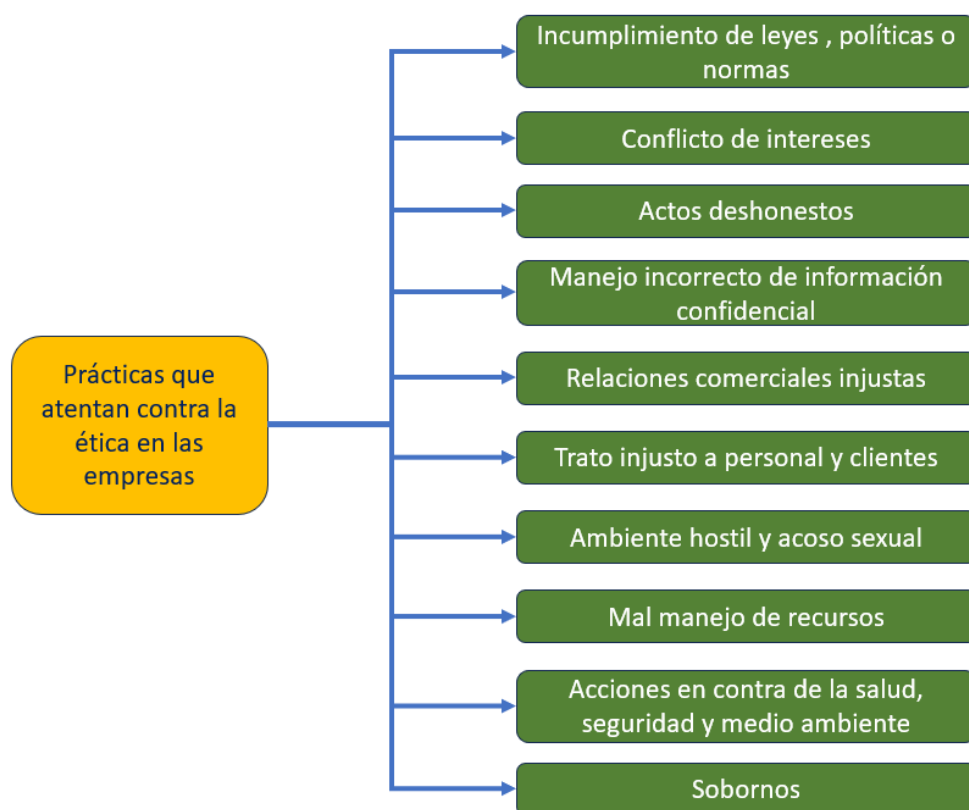 Prácticas que
atentan contra la
ética en las
empresas
Incumplimiento de leyes , políticas o
normas
Conflicto de intereses
Actos deshonestos
Manejo incorrecto de información
confidencial
Relaciones comerciales injustas
Trato injusto a personal y clientes
Ambiente hostil y acoso sexual
Mal manejo de recursos
Acciones en contra de la salud,
seguridad y medio ambiente
Sobornos